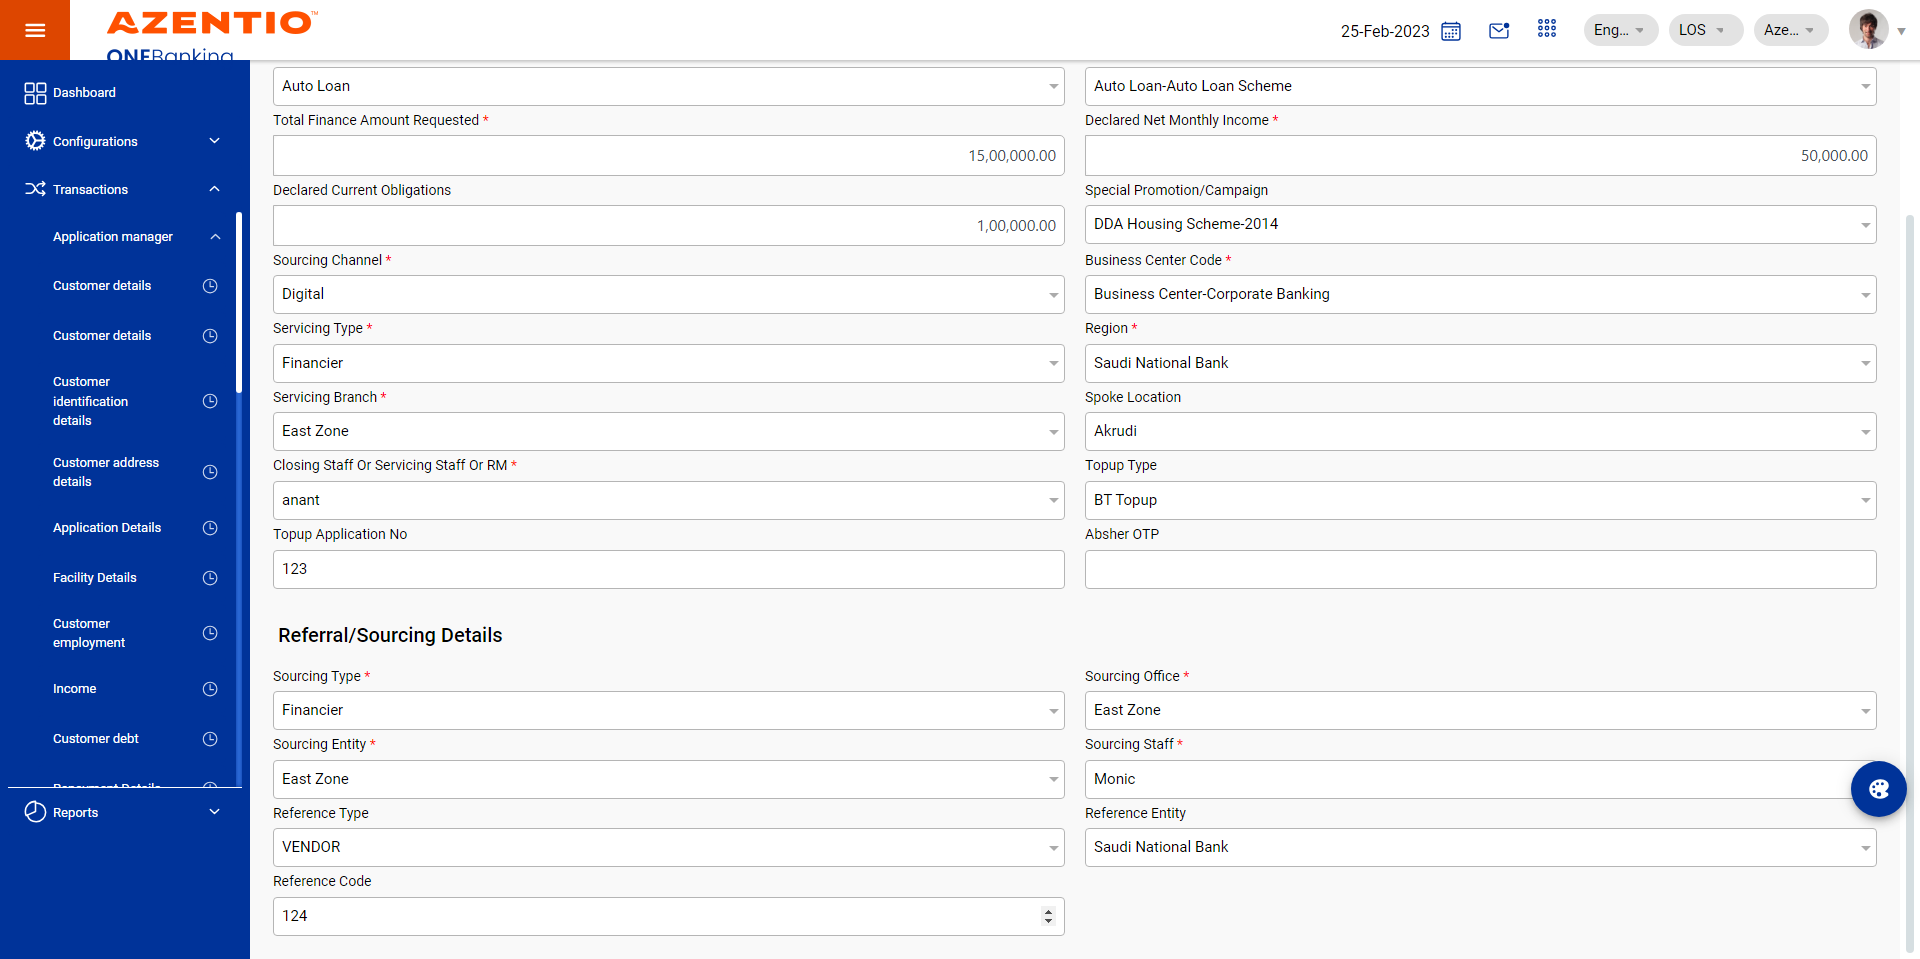 AZENTIO™
ONEBanking
25-Feb-2023
Eng...
LOS
Aze...
Dashboard
Configurations
Transactions
Application manager
Customer details
Customer details
Customer
identification
details
Customer address
details
Application Details
Facility Details
Customer
employment
Income
Customer debt
Repayment Details
Reports
Auto Loan
Auto Loan-Auto Loan Scheme
Total Finance Amount Requested *
Declared Net Monthly Income *
15,00,000.00
50,000.00
Declared Current Obligations
Special Promotion/Campaign
1,00,000.00
DDA Housing Scheme-2014
Sourcing Channel *
Business Center Code *
Digital
Business Center-Corporate Banking
Servicing Type *
Region *
Financier
Saudi National Bank
Servicing Branch *
Spoke Location
East Zone
Akrudi
Closing Staff Or Servicing Staff Or RM *
Topup Type
anant
BT Topup
Topup Application No
Absher OTP
123
Referral/Sourcing Details
Sourcing Type *
Sourcing Office *
Financier
East Zone
Sourcing Entity *
Sourcing Staff *
East Zone
Monic
Reference Type
Reference Entity
VENDOR
Saudi National Bank
Reference Code
124